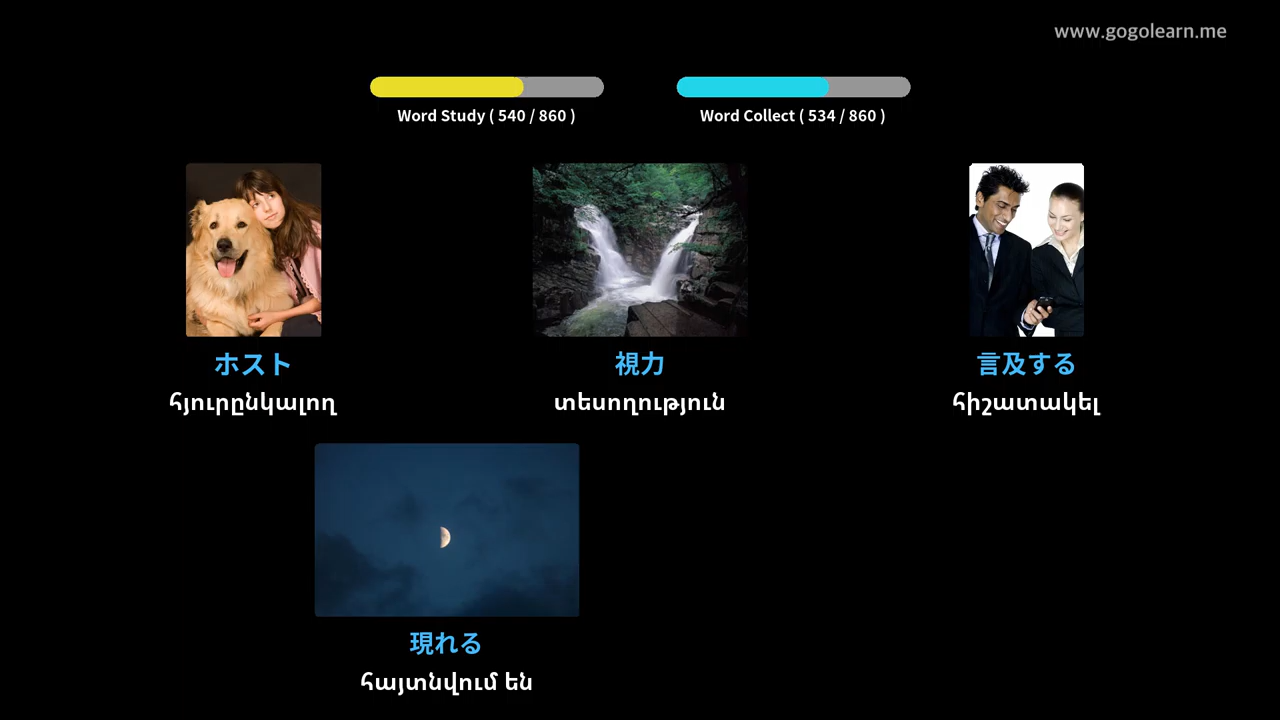 www.gogolearn.me
Word Study ( 540 / 860 )
Word Collect ( 534 / 860 )
ホスト
հյուրընկալող
視力
տեսողություն
言及する
հիշատակել
現れる
հայտնվում են